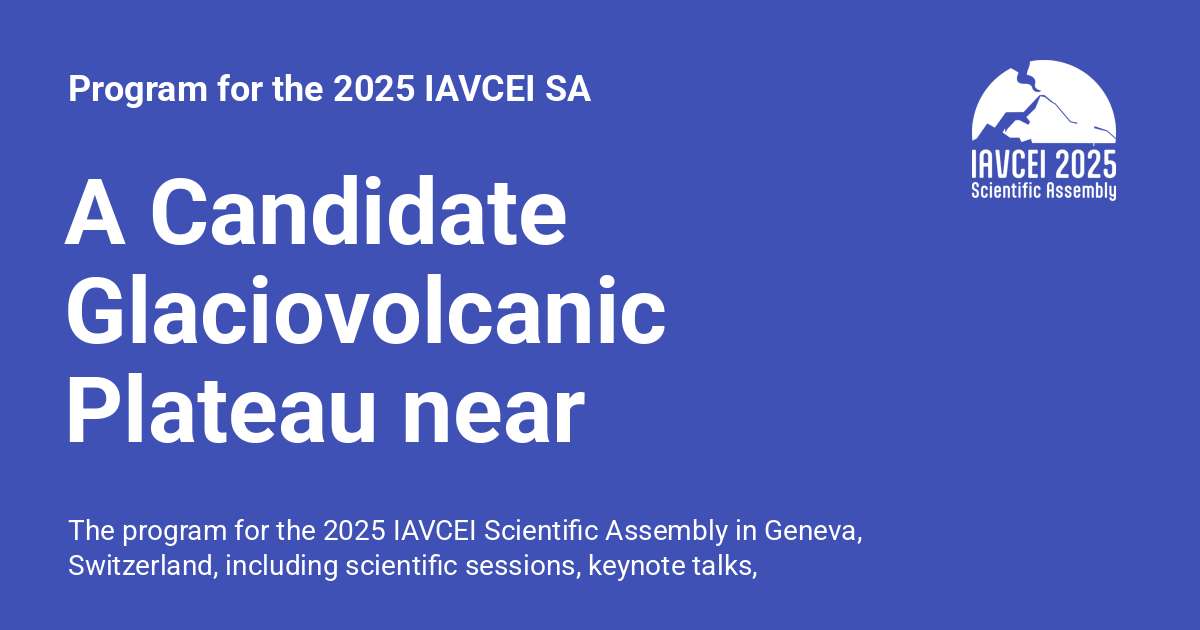 Program for the 2025 IAVCEI SA
IAVCEI 2025
Scientific Assembly
A Candidate
Glaciovolcanic
Plateau near
The program for the 2025 IAVCEI Scientific Assembly in Geneva,
Switzerland, including scientific sessions, keynote talks,